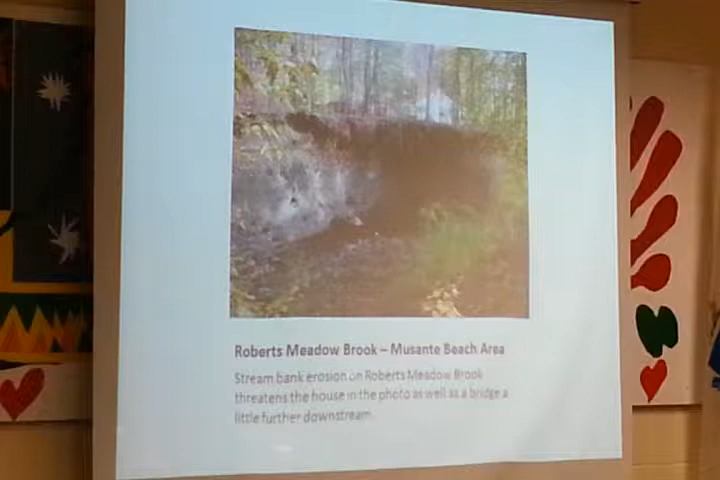 Roberts Meadow Brook – Musante Beach Area
Stream bank erosion on Roberts Meadow Brook
threatens the house in the photo as well as a bridge a
little further downstream.